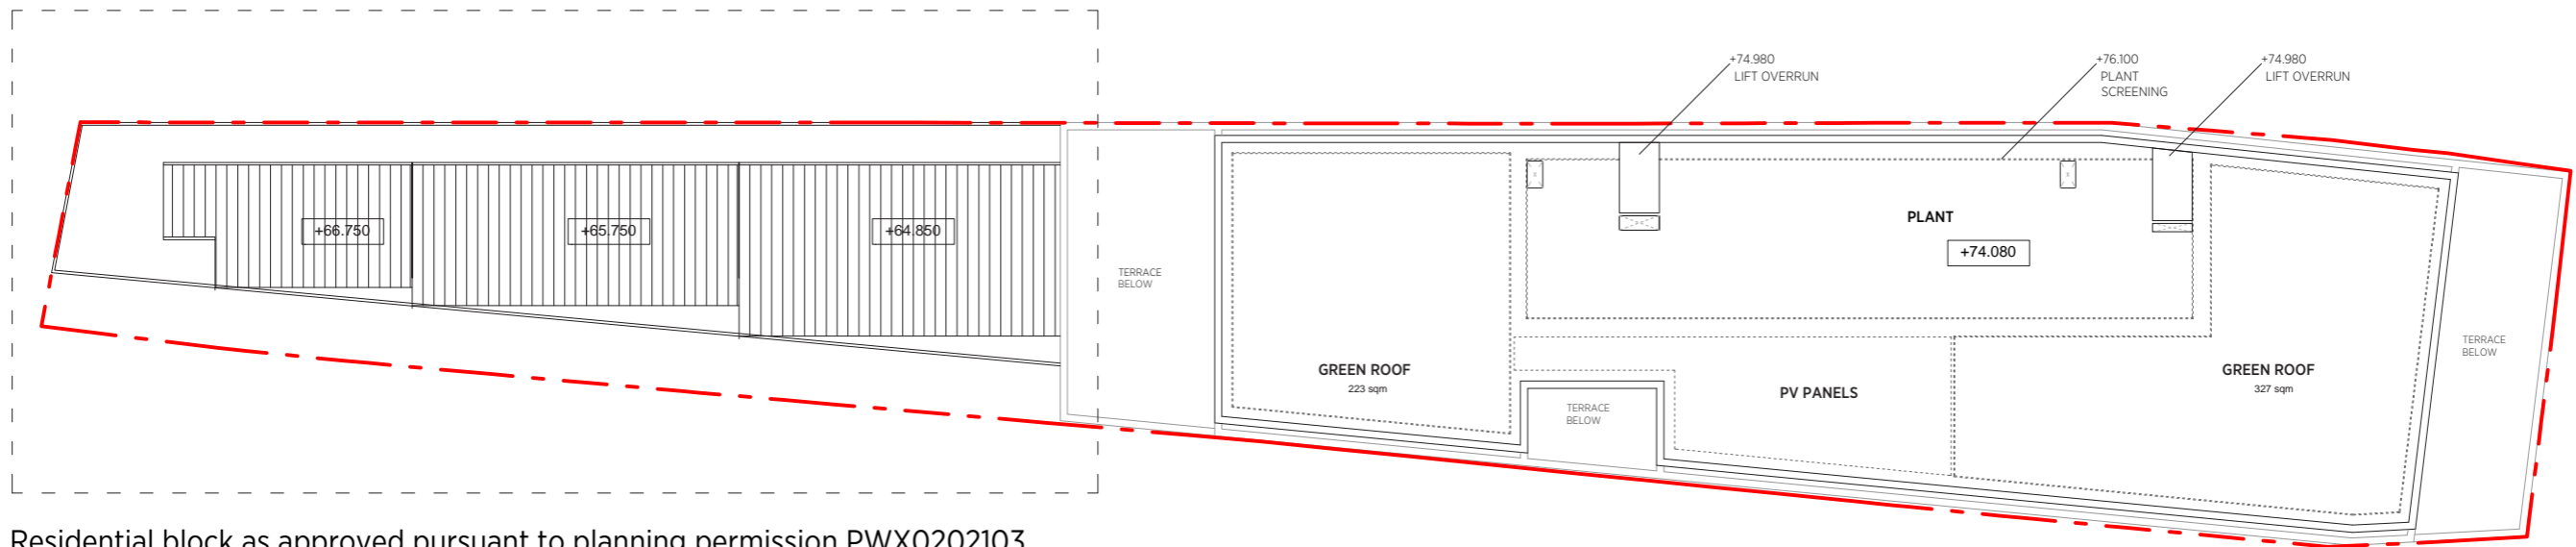 +74.980
LIFT OVERRUN
+76.100
PLANT
SCREENING
+74.980
LIFT OVERRUN
+66.750
+65.750
+64.850
PLANT
+74.080
TERRACE
BELOW
GREEN ROOF
223 sqm
PV PANELS
TERRACE
BELOW
GREEN ROOF
327 sqm
TERRACE
BELOW
Residential block as approved pursuant to planning permission PWX0202103